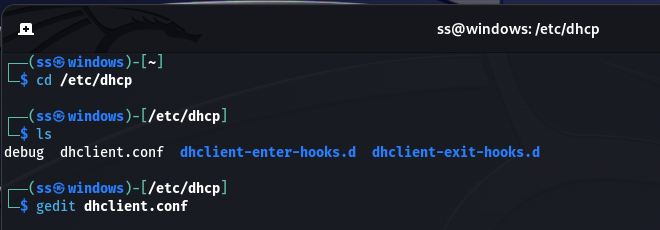 ss@windows: /etc/dhcp
┌──(ss㉿windows)-[~]
└─$ cd /etc/dhcp
┌──(ss㉿windows)-[/etc/dhcp]
└─$ ls
debug  dhclient.conf  dhclient-enter-hooks.d  dhclient-exit-hooks.d
┌──(ss㉿windows)-[/etc/dhcp]
└─$ gedit dhclient.conf